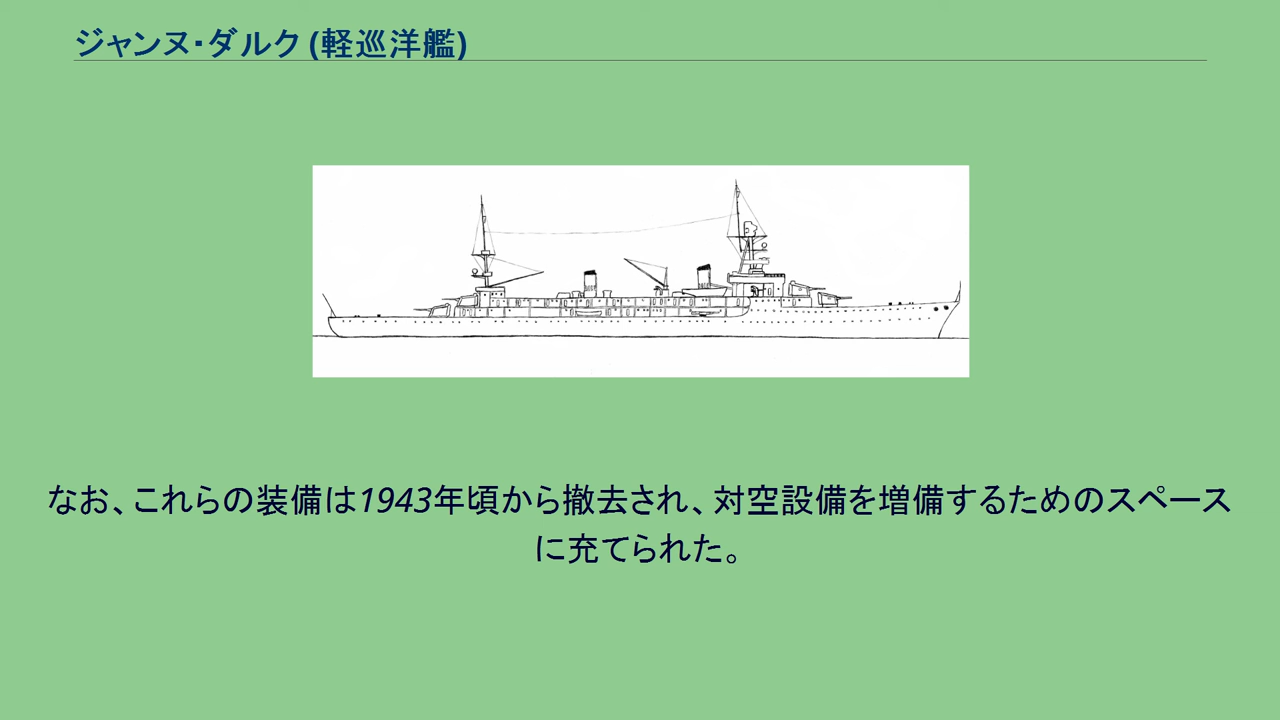 ジャンヌ・ダルク (軽巡洋艦)
なお、これらの装備は1943年頃から撤去され、対空設備を増備するためのスペース
に充てられた。